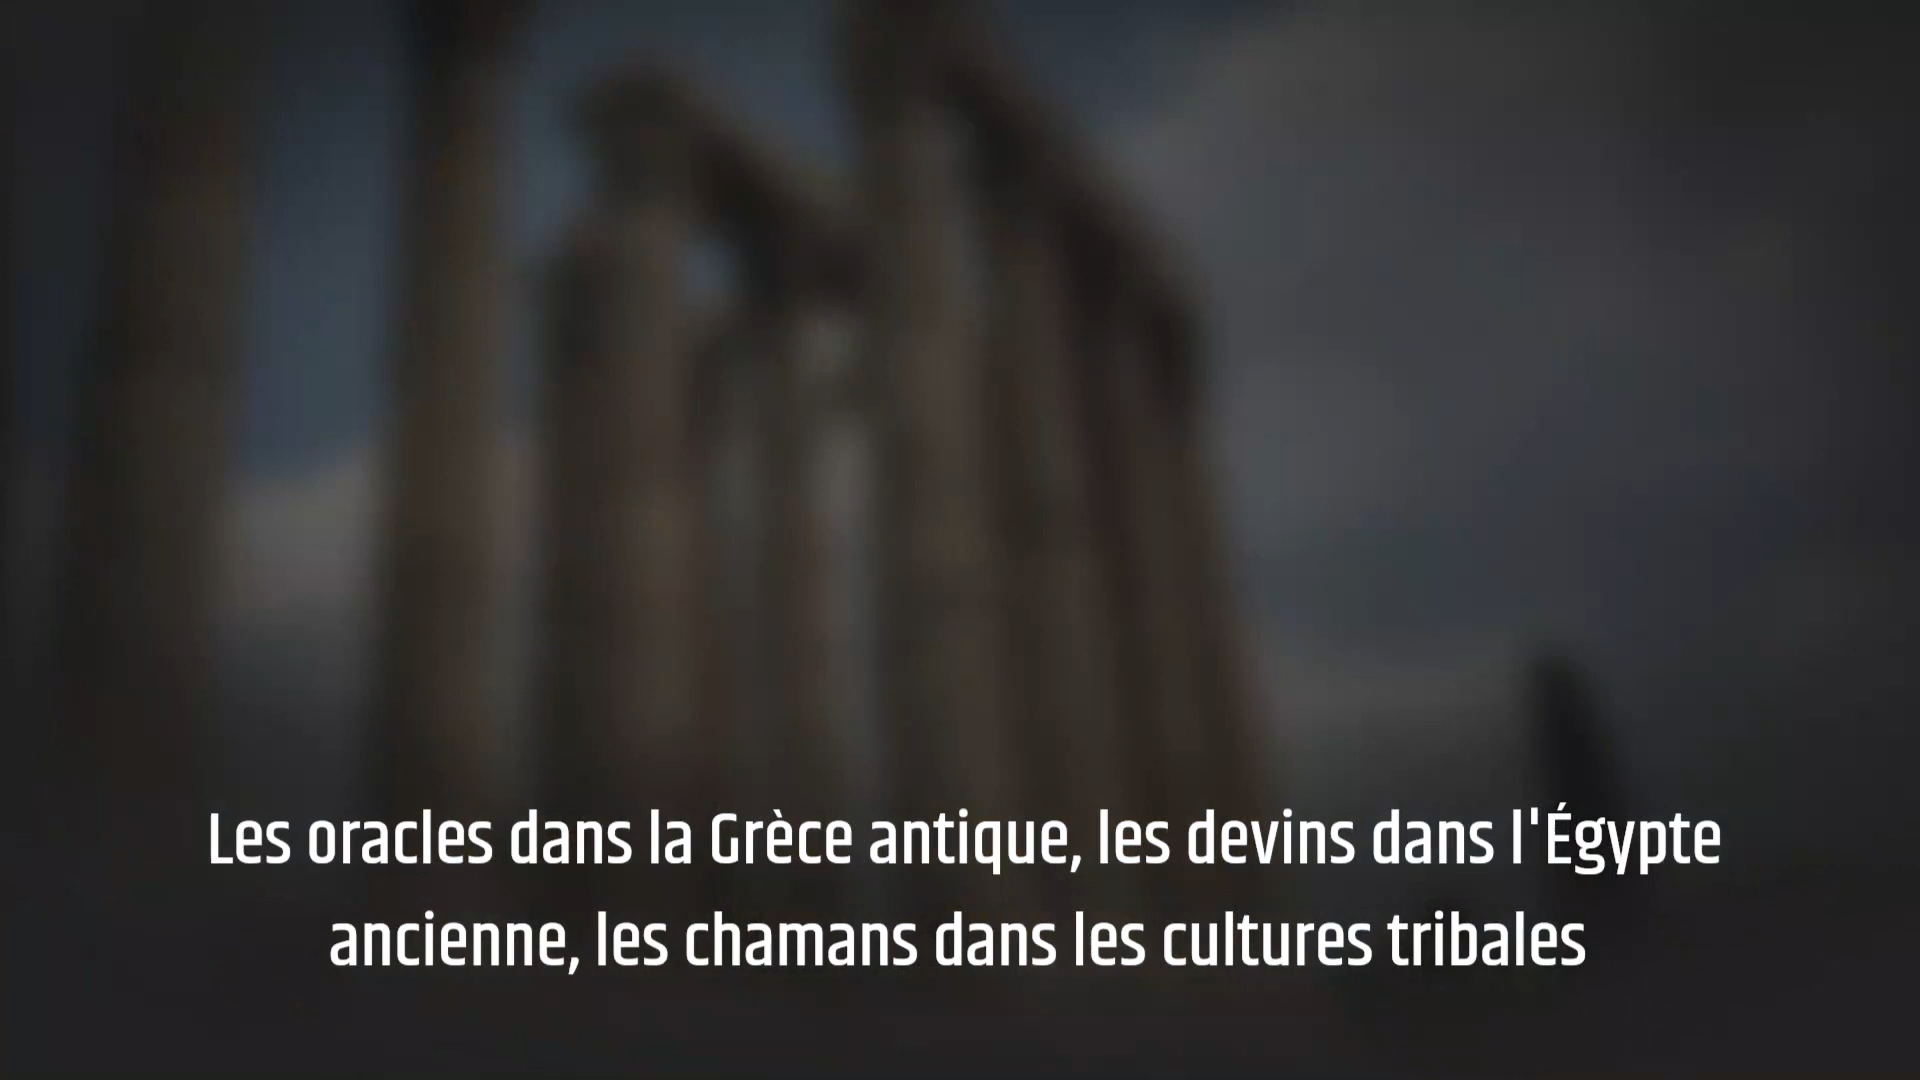 Les oracles dans la Grèce antique, les devins dans l'Égypte
ancienne, les chamans dans les cultures tribales